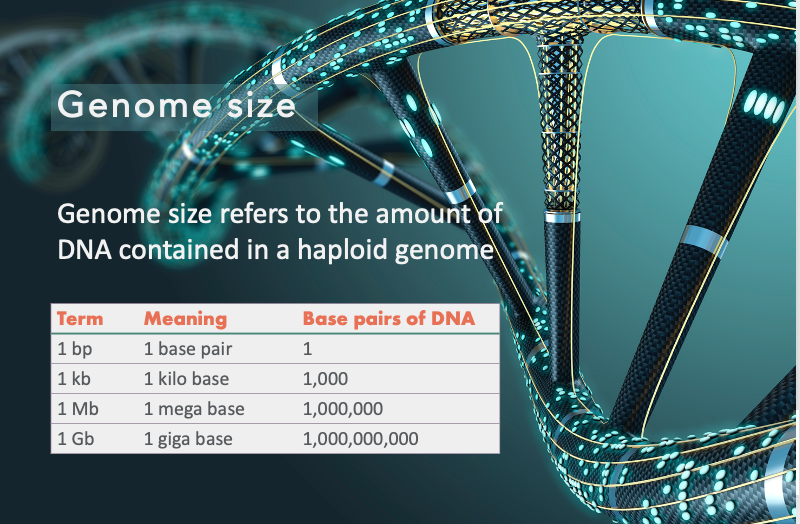 Genome size
Genome size refers to the amount of
DNA contained in a haploid genome
Term Meaning Base pairs of DNA
1 bp 1 base pair 1
1 kb 1 kilo base 1,000
1 Mb 1 mega base 1,000,000
1 Gb 1 giga base 1,000,000,000